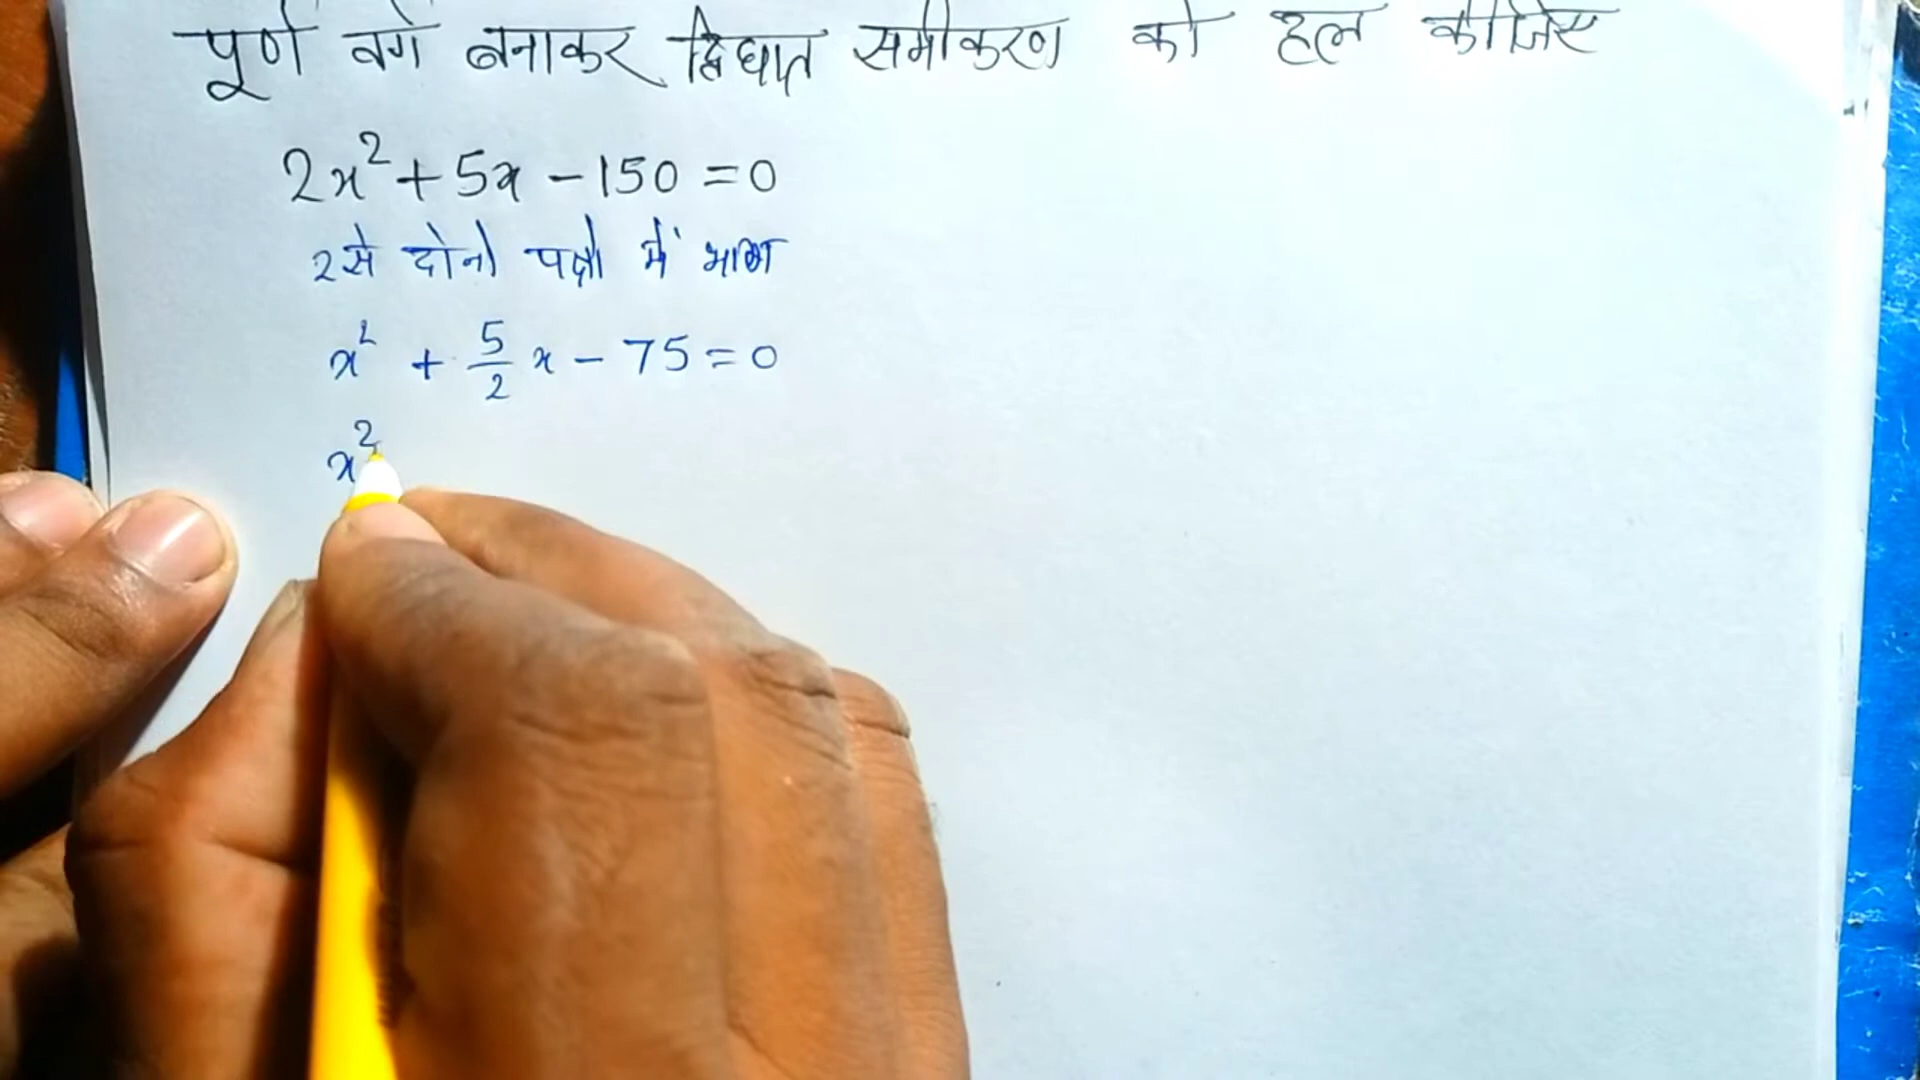 पूर्ण वर्ग बनाकर द्विघात समीकरण को हल कीजिए
2x² + 5x - 150 = 0
2 से दोनो पक्षो में भाग
x² + 5/2 x - 75 = 0
x²